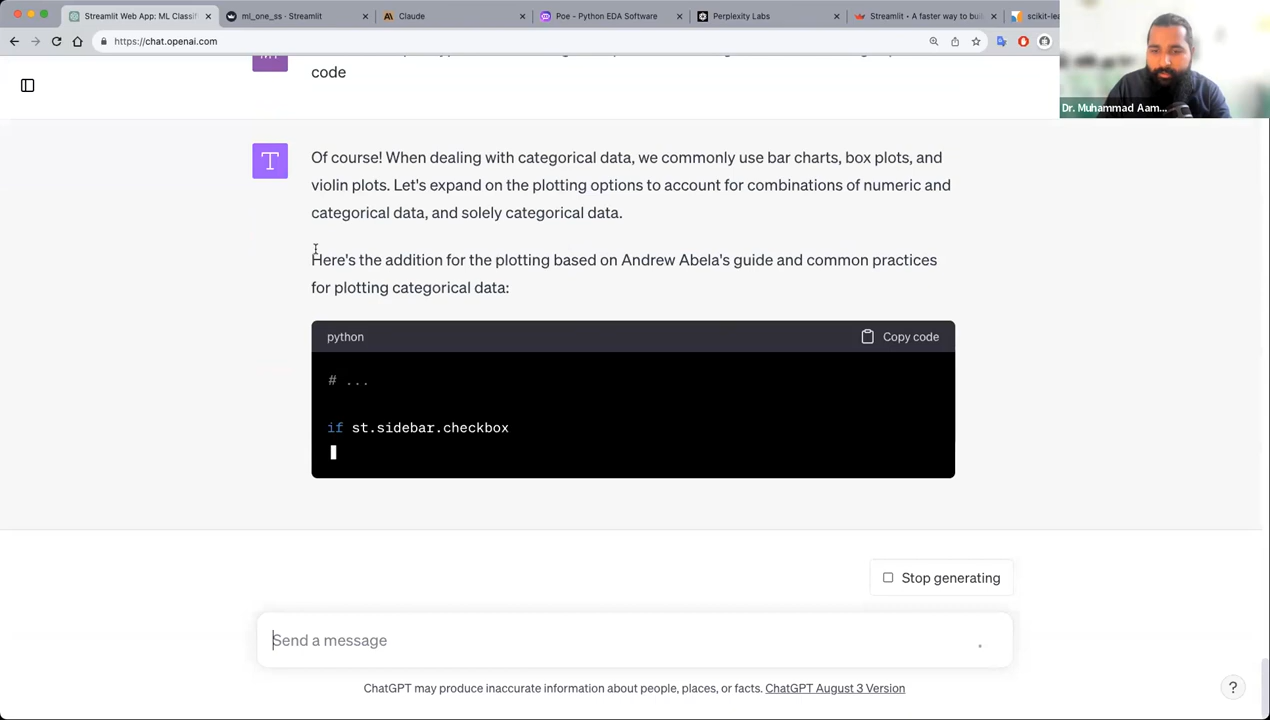 Streamlit Web App: ML Classif
ml_one_ss · Streamlit
Claude
Poe - Python EDA Software
Perplexity Labs
Streamlit • A faster way to buil
scikit-lea
https://chat.openai.com
code
Dr. Muhammad Aam...
Of course! When dealing with categorical data, we commonly use bar charts, box plots, and
violin plots. Let's expand on the plotting options to account for combinations of numeric and
categorical data, and solely categorical data.
Here's the addition for the plotting based on Andrew Abela's guide and common practices
for plotting categorical data:
python
Copy code
# ...
if st.sidebar.checkbox
Stop generating
Send a message
ChatGPT may produce inaccurate information about people, places, or facts. ChatGPT August 3 Version
?